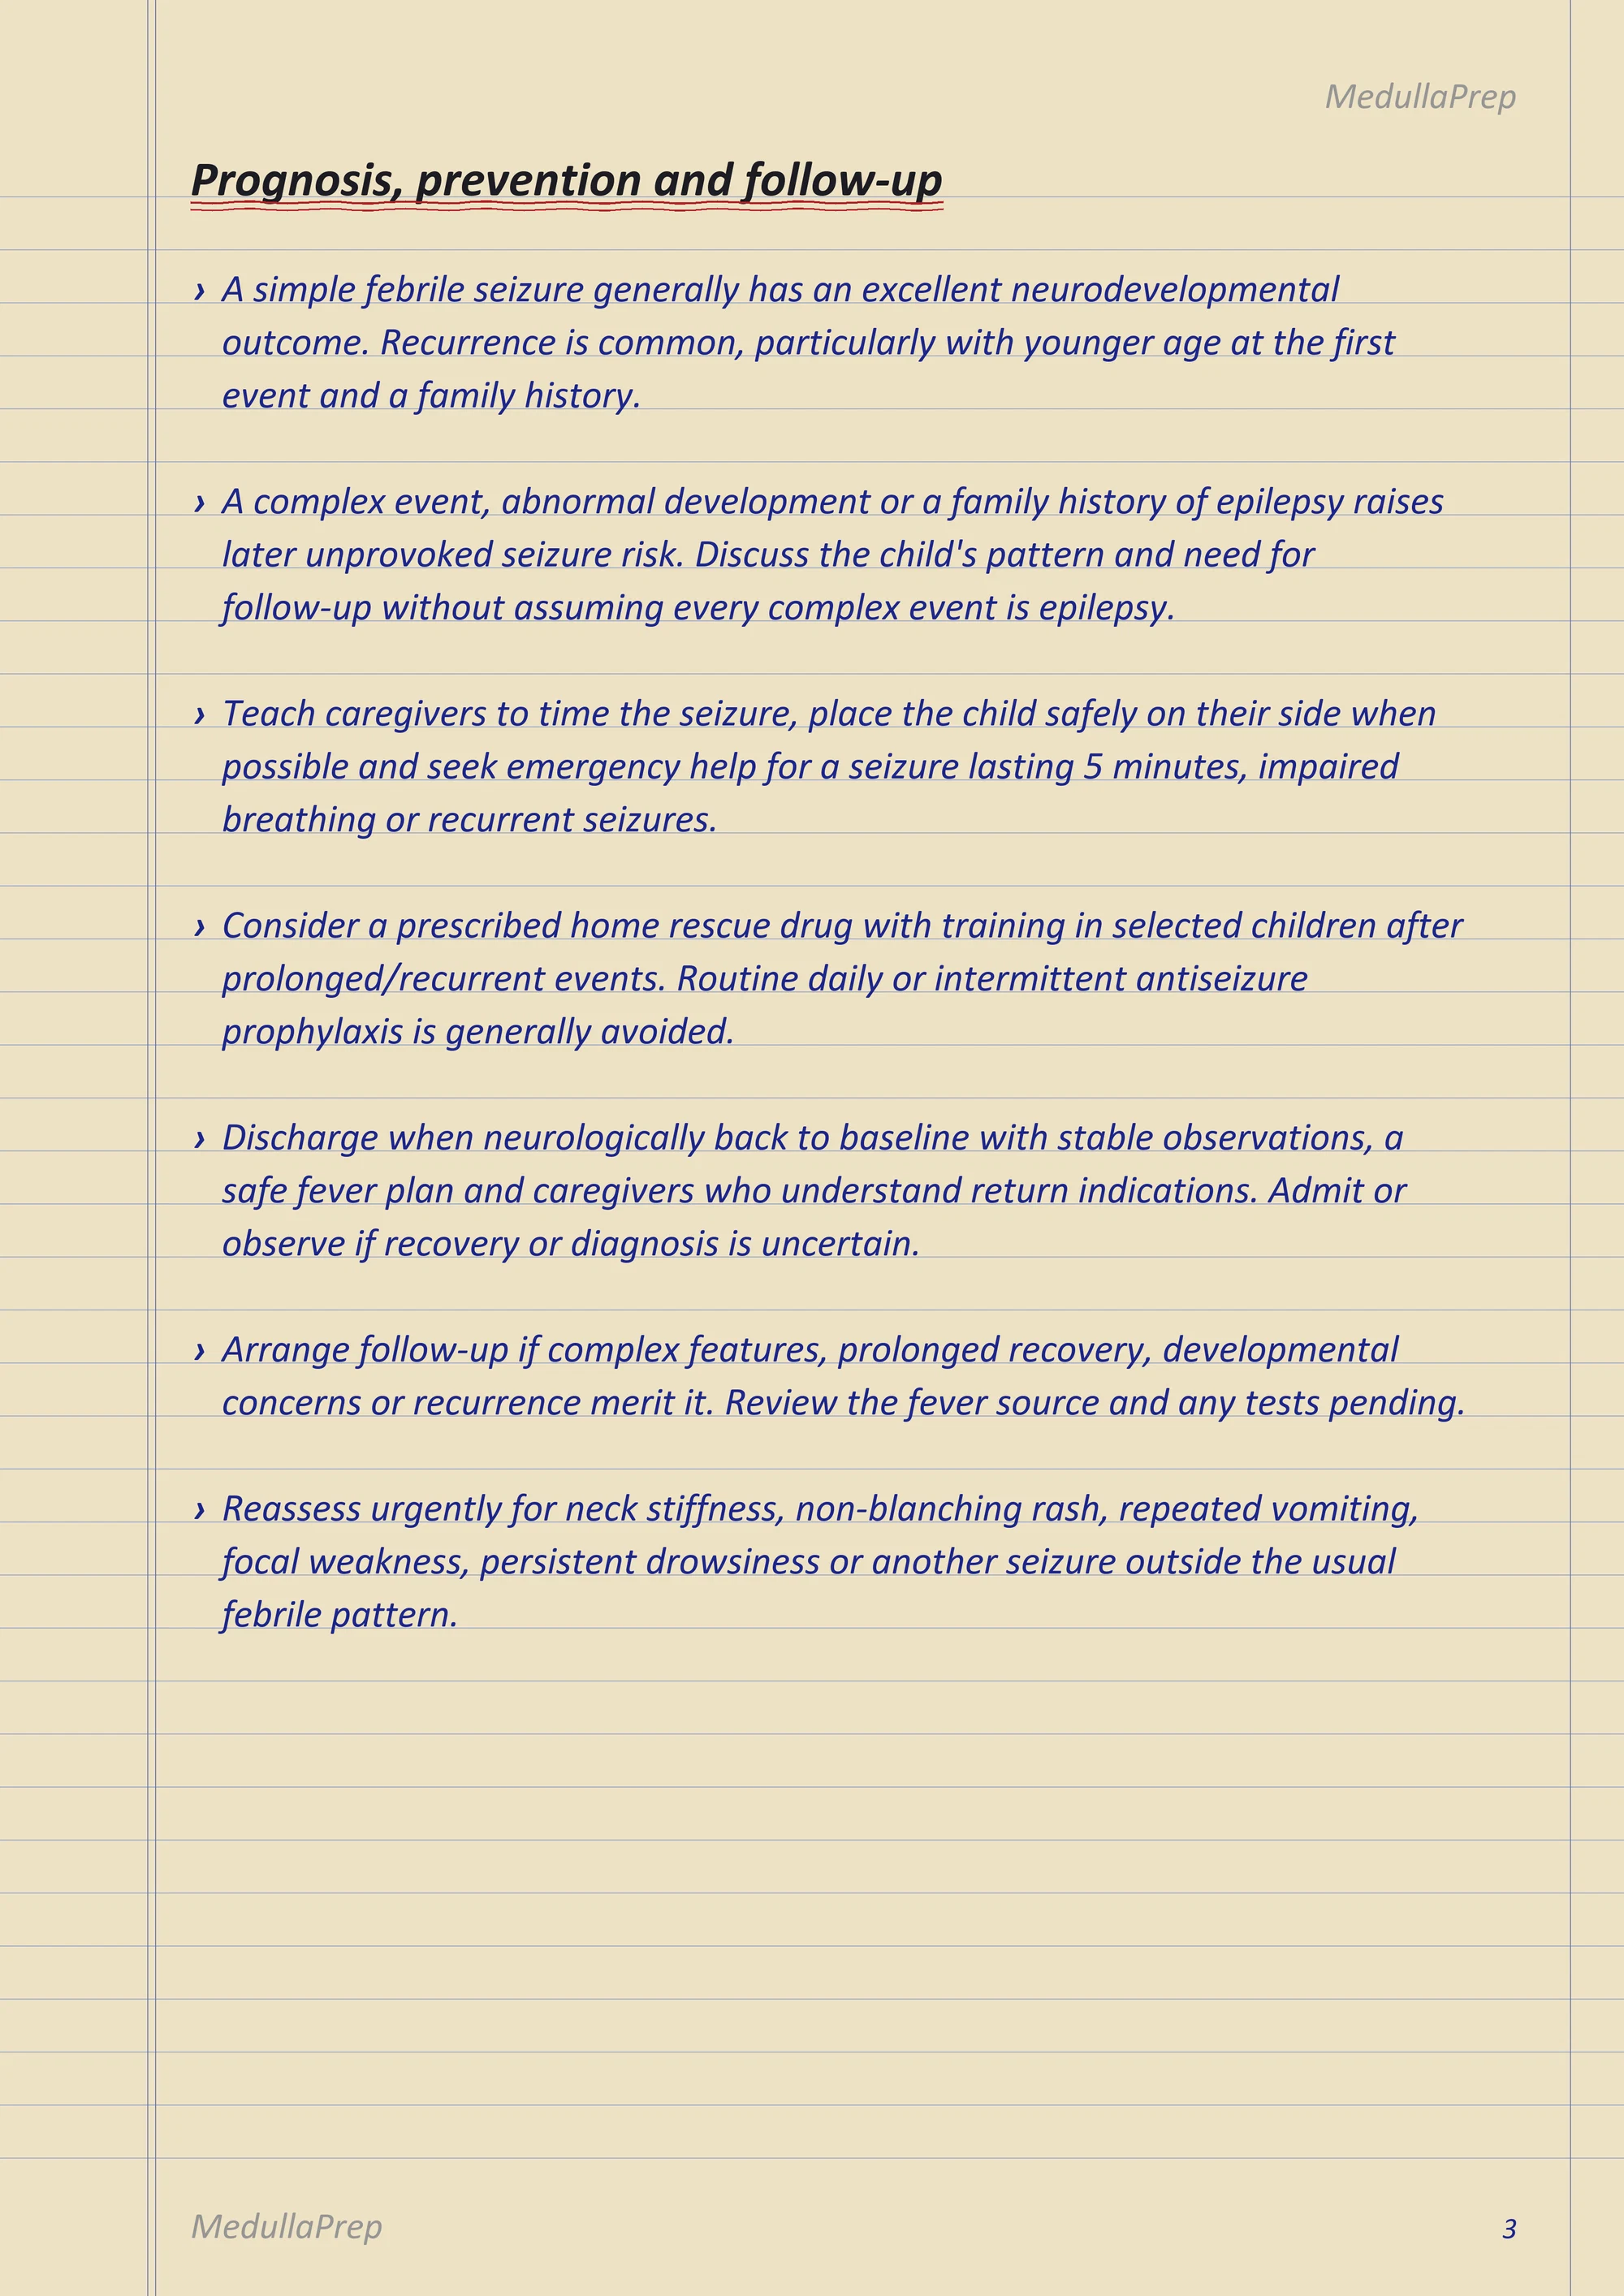 MedullaPrep
Prognosis, prevention and follow-up
› A simple febrile seizure generally has an excellent neurodevelopmental
outcome. Recurrence is common, particularly with younger age at the first
event and a family history.
› A complex event, abnormal development or a family history of epilepsy raises
later unprovoked seizure risk. Discuss the child's pattern and need for
follow-up without assuming every complex event is epilepsy.
› Teach caregivers to time the seizure, place the child safely on their side when
possible and seek emergency help for a seizure lasting 5 minutes, impaired
breathing or recurrent seizures.
› Consider a prescribed home rescue drug with training in selected children after
prolonged/recurrent events. Routine daily or intermittent antiseizure
prophylaxis is generally avoided.
› Discharge when neurologically back to baseline with stable observations, a
safe fever plan and caregivers who understand return indications. Admit or
observe if recovery or diagnosis is uncertain.
› Arrange follow-up if complex features, prolonged recovery, developmental
concerns or recurrence merit it. Review the fever source and any tests pending.
› Reassess urgently for neck stiffness, non-blanching rash, repeated vomiting,
focal weakness, persistent drowsiness or another seizure outside the usual
febrile pattern.
MedullaPrep
3